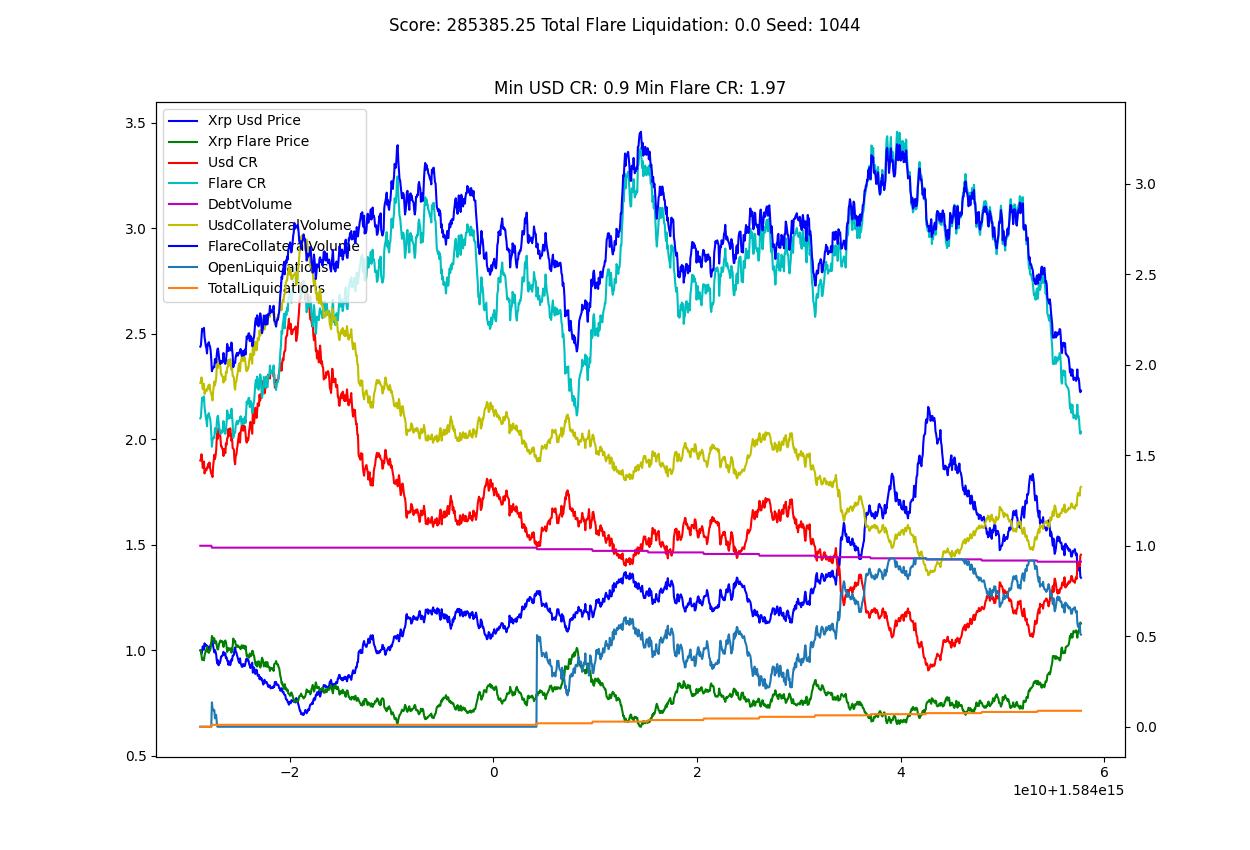 Score: 285385.25 Total Flare Liquidation: 0.0 Seed: 1044
Min USD CR: 0.9 Min Flare CR: 1.97
Xrp Usd Price
Xrp Flare Price
Usd CR
Flare CR
DebtVolume
UsdCollateralVolume
FlareCollateralVolume
OpenLiquidations
TotalLiquidations
3.5
3.0
2.5
2.0
1.5
1.0
0.5
3.0
2.5
2.0
1.5
1.0
0.5
0.0
−2
0
2
4
6
1e10+1.584e15